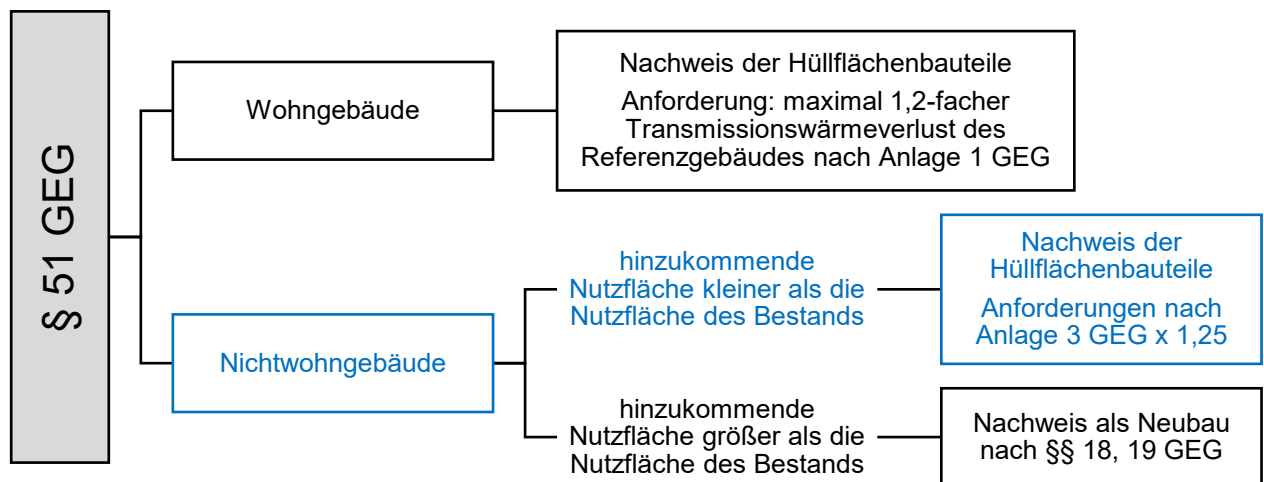 § 51 GEG
Wohngebäude
Nachweis der Hüllflächenbauteile
Anforderung: maximal 1,2-facher
Transmissionswärmeverlust des
Referenzgebäudes nach Anlage 1 GEG
Nichtwohngebäude
hinzukommende
Nutzfläche kleiner als die
Nutzfläche des Bestands
Nachweis der
Hüllflächenbauteile
Anforderungen nach
Anlage 3 GEG x 1,25
hinzukommende
Nutzfläche größer als die
Nutzfläche des Bestands
Nachweis als Neubau
nach §§ 18, 19 GEG